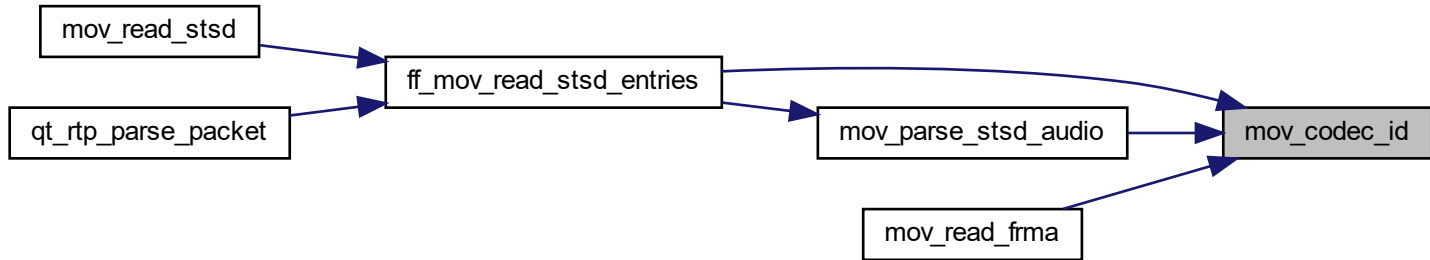 mov_read_stsd
ff_mov_read_stsd_entries
qt_rtp_parse_packet
mov_parse_stsd_audio
mov_codec_id
mov_read_frma